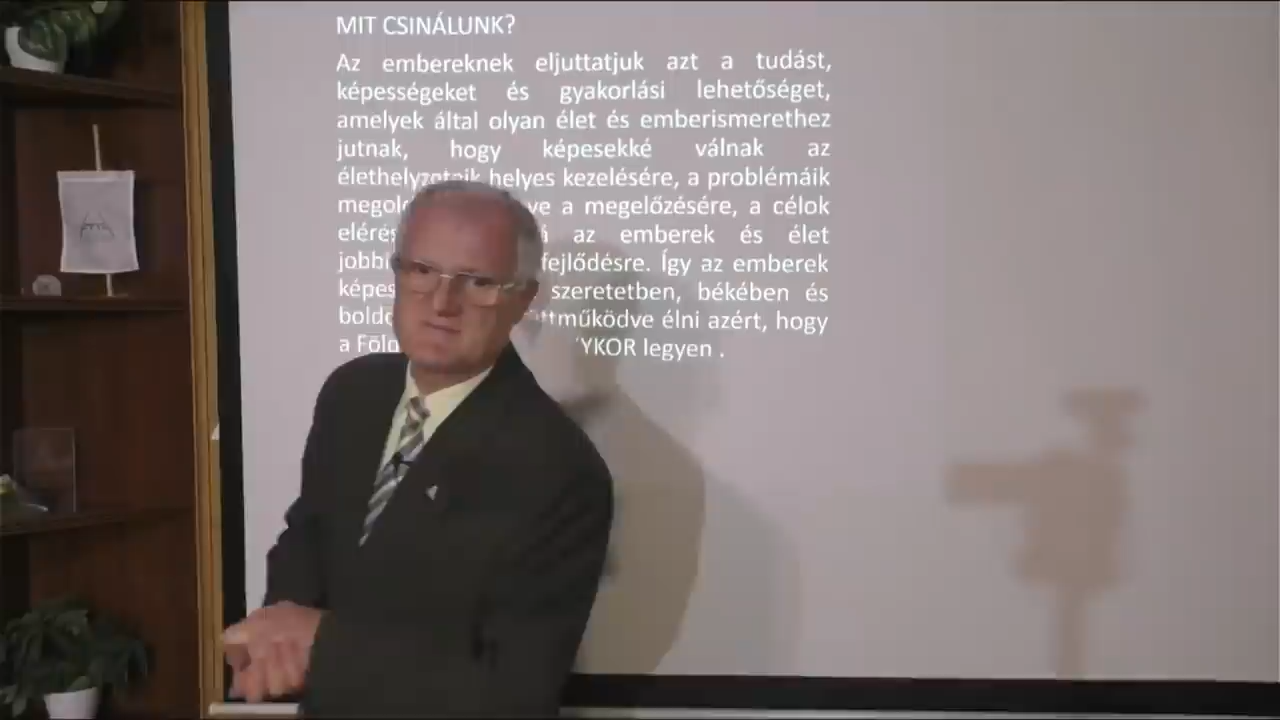 MIT CSINÁLUNK?
Az embereknek eljuttatjuk azt a tudást,
képességeket és gyakorlási lehetőséget,
amelyek által olyan élet és emberismerethez
jutnak, hogy képesekké válnak az
élethelyzeteik helyes kezelésére, a problémáik
a megelőzésére, a célok
az emberek és élet
fejlődésre. Így az emberek
szeretetben, békében és
élni azért, hogy
a legyen .